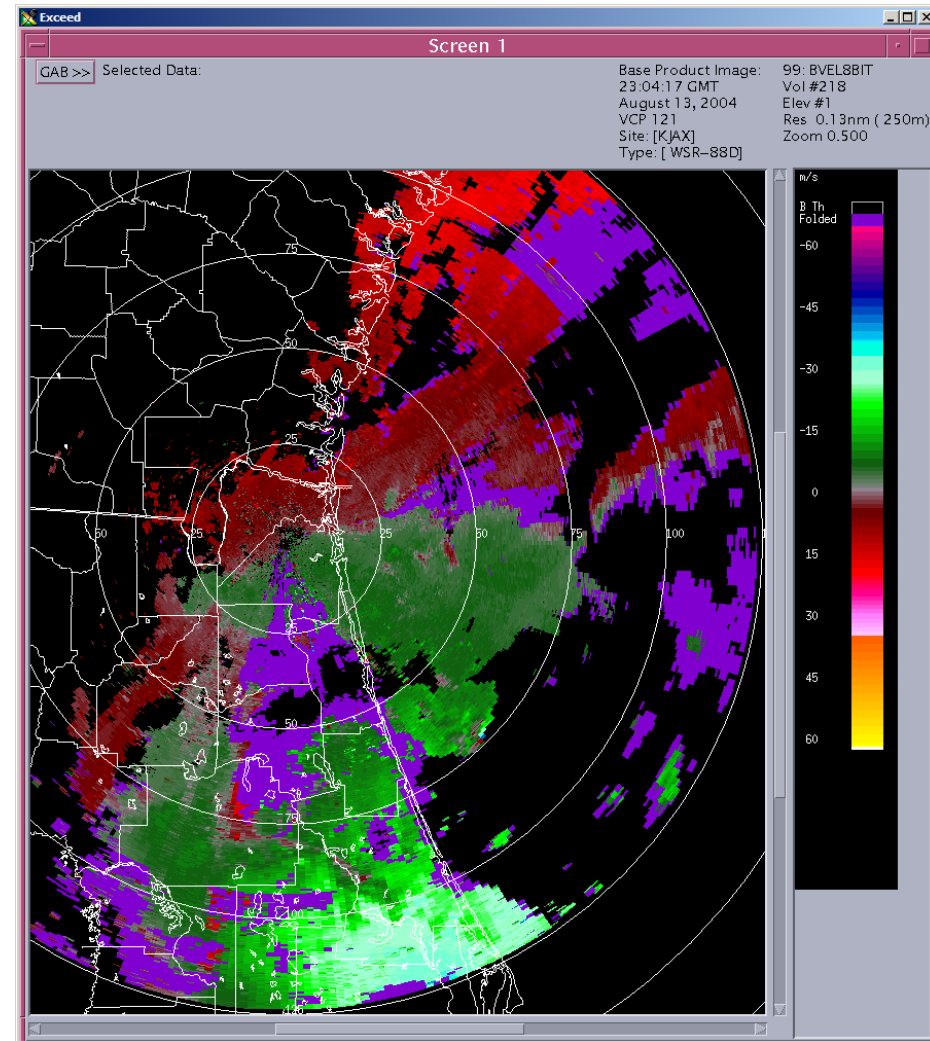 Exceed
Screen 1
GAB >> Selected Data:
Base Product Image:
23:04:17 GMT
August 13, 2004
VCP 121
Site: [KJAX]
Type: [ WSR-88D]
99: BVEL8BIT
Vol #218
Elev #1
Res 0.13nm ( 250m)
Zoom 0.500
m/s
B Th
Folded
-60
-45
-30
-15
0
15
30
45
60
75
50
25
50
25
25
50
75
100
25
50
75
100